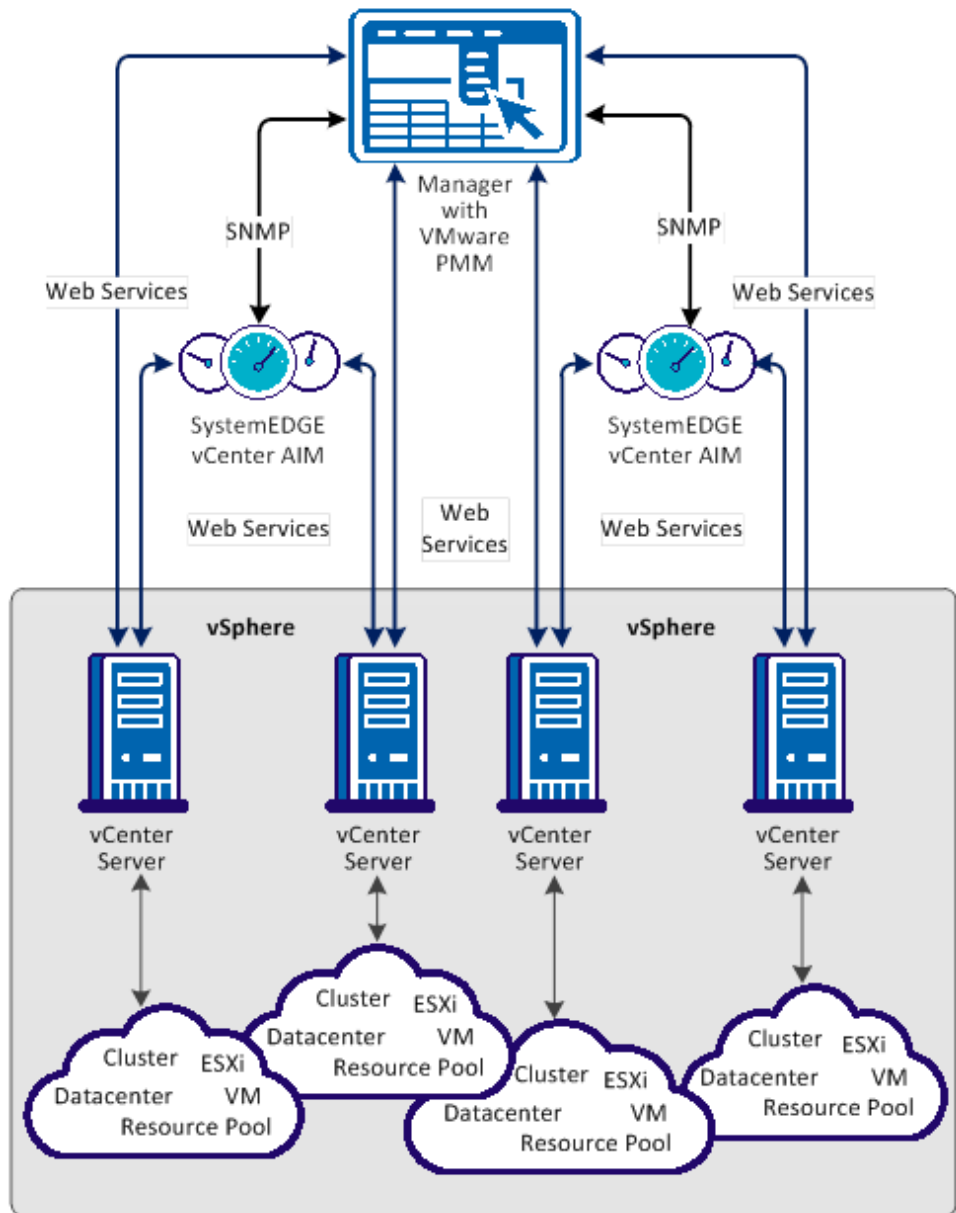 Manager
with
VMware
PMM
SNMP
SNMP
Web Services
Web Services
SystemEDGE
vCenter AIM
SystemEDGE
vCenter AIM
Web Services
Web
Services
Web Services
vSphere
vSphere
vCenter
Server
vCenter
Server
vCenter
Server
vCenter
Server
Cluster ESXi
Datacenter VM
Resource Pool
Cluster ESXi
Datacenter VM
Resource Pool
Cluster ESXi
Datacenter VM
Resource Pool
Cluster ESXi
Datacenter VM
Resource Pool